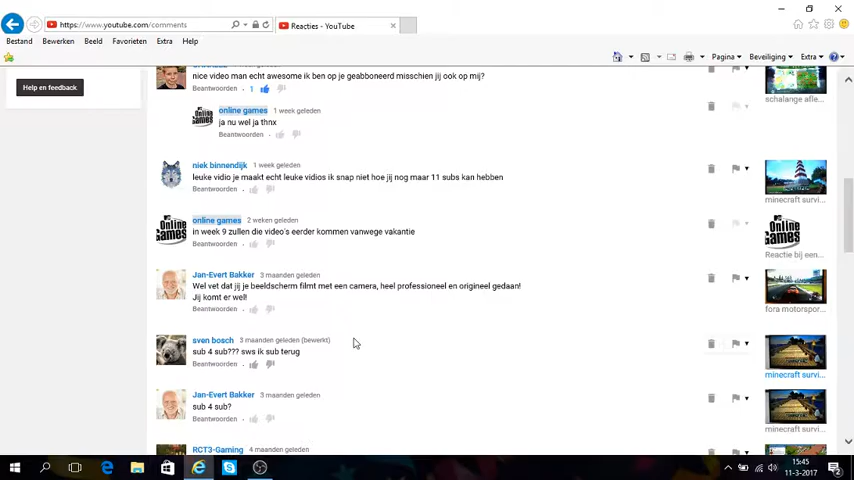 https://www.youtube.com/comments
Reacties - YouTube
Bestand Bewerken Beeld Favorieten Extra Help
Pagina Beveiliging Extra
Help en feedback
nice video man echt awesome ik ben op je geabboneerd misschien jij ook op mij?
Beantwoorden 1
schalange afle...
online games 1 week geleden
ja nu wel ja thnx
Beantwoorden
niek binnendijk 1 week geleden
leuke vidio je maakt echt leuke vidios ik snap niet hoe jij nog maar 11 subs kan hebben
Beantwoorden
minecraft survi...
online games 2 weken geleden
in week 9 zullen die video's eerder kommen vanwege vakantie
Beantwoorden
Online Games
Reactie bij een...
Jan-Evert Bakker 3 maanden geleden
Wel vet dat jij je beeldscherm filmt met een camera, heel professioneel en origineel gedaan!
Jij komt er wel!
Beantwoorden
fora motorspor...
sven bosch 3 maanden geleden (bewerkt)
sub 4 sub??? sws ik sub terug
Beantwoorden
minecraft survi...
Jan-Evert Bakker 3 maanden geleden
sub 4 sub?
Beantwoorden
minecraft survi...
RCT3-Gaming 4 maanden geleden
15:45
11-3-2017